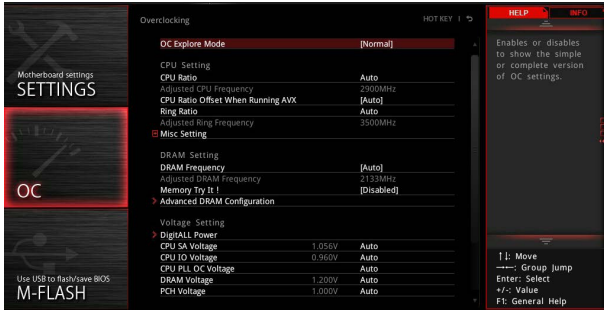 Overclocking
HOT KEY |
HELP
INFO
Motherboard settings
SETTINGS
OC
Use USB to flash/save BIOS
M-FLASH
OC Explore Mode [Normal]
CPU Setting
CPU Ratio Auto
Adjusted CPU Frequency 2900MHz
CPU Ratio Offset When Running AVX [Auto]
Ring Ratio Auto
Adjusted Ring Frequency 3500MHz
Misc Setting
DRAM Setting
DRAM Frequency [Auto]
Adjusted DRAM Frequency 2133MHz
Memory Try It ! [Disabled]
> Advanced DRAM Configuration
Voltage Setting
> DigitALL Power
CPU SA Voltage 1.056V Auto
CPU IO Voltage 0.960V Auto
CPU PLL OC Voltage Auto
DRAM Voltage 1.200V Auto
PCH Voltage 1.000V Auto
Enables or disables
to show the simple
or complete version
of OC settings.
↑↓: Move
→←: Group Jump
Enter: Select
+/-: Value
F1: General Help